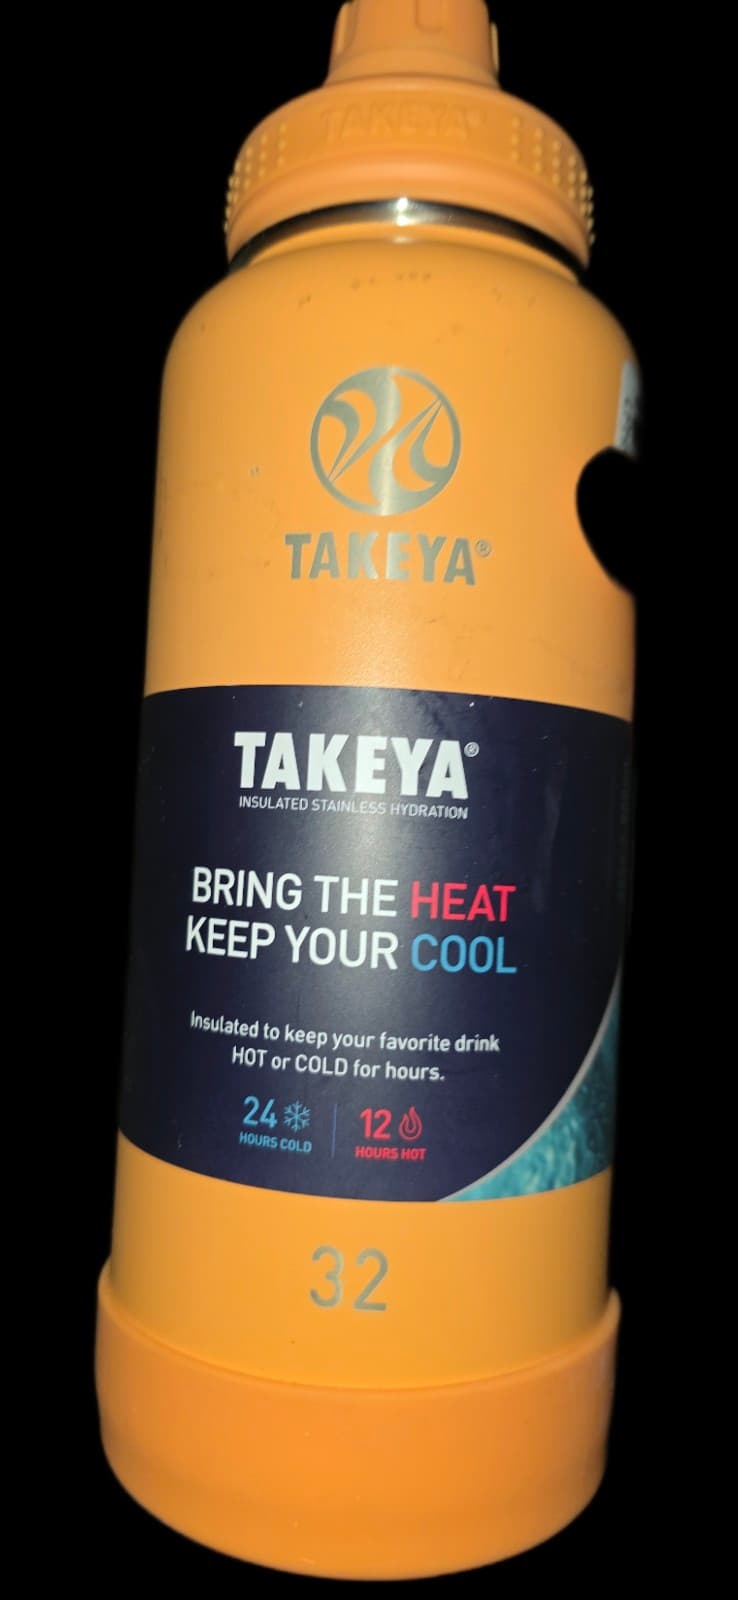 TAKEYA®
TAKEYA®
TAKEYA®
INSULATED STAINLESS HYDRATION
BRING THE HEAT
KEEP YOUR COOL
Insulated to keep your favorite drink
HOT or COLD for hours.
24
HOURS COLD
12
HOURS HOT
32